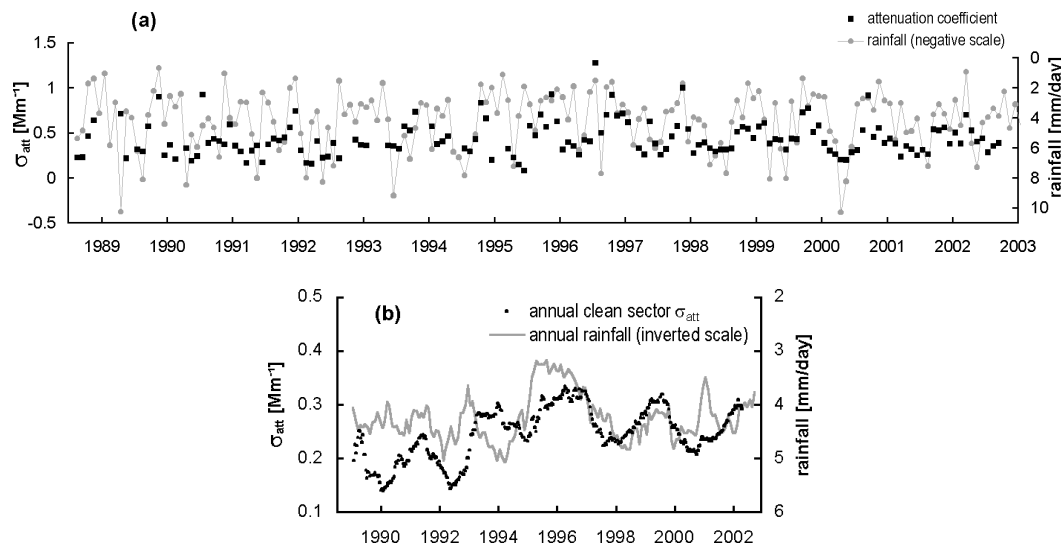 (a)
attenuation coefficient
rainfall (negative scale)
1.5
1
0.5
0
-0.5
σatt [Mm⁻¹]
0
2
4
6
8
10
rainfall [mm/day]
1989 1990 1991 1992 1993 1994 1995 1996 1997 1998 1999 2000 2001 2002 2003
(b)
annual clean sector σatt
annual rainfall (inverted scale)
0.5
0.4
0.3
0.2
0.1
σatt [Mm⁻¹]
2
3
4
5
6
rainfall [mm/day]
1990 1992 1994 1996 1998 2000 2002